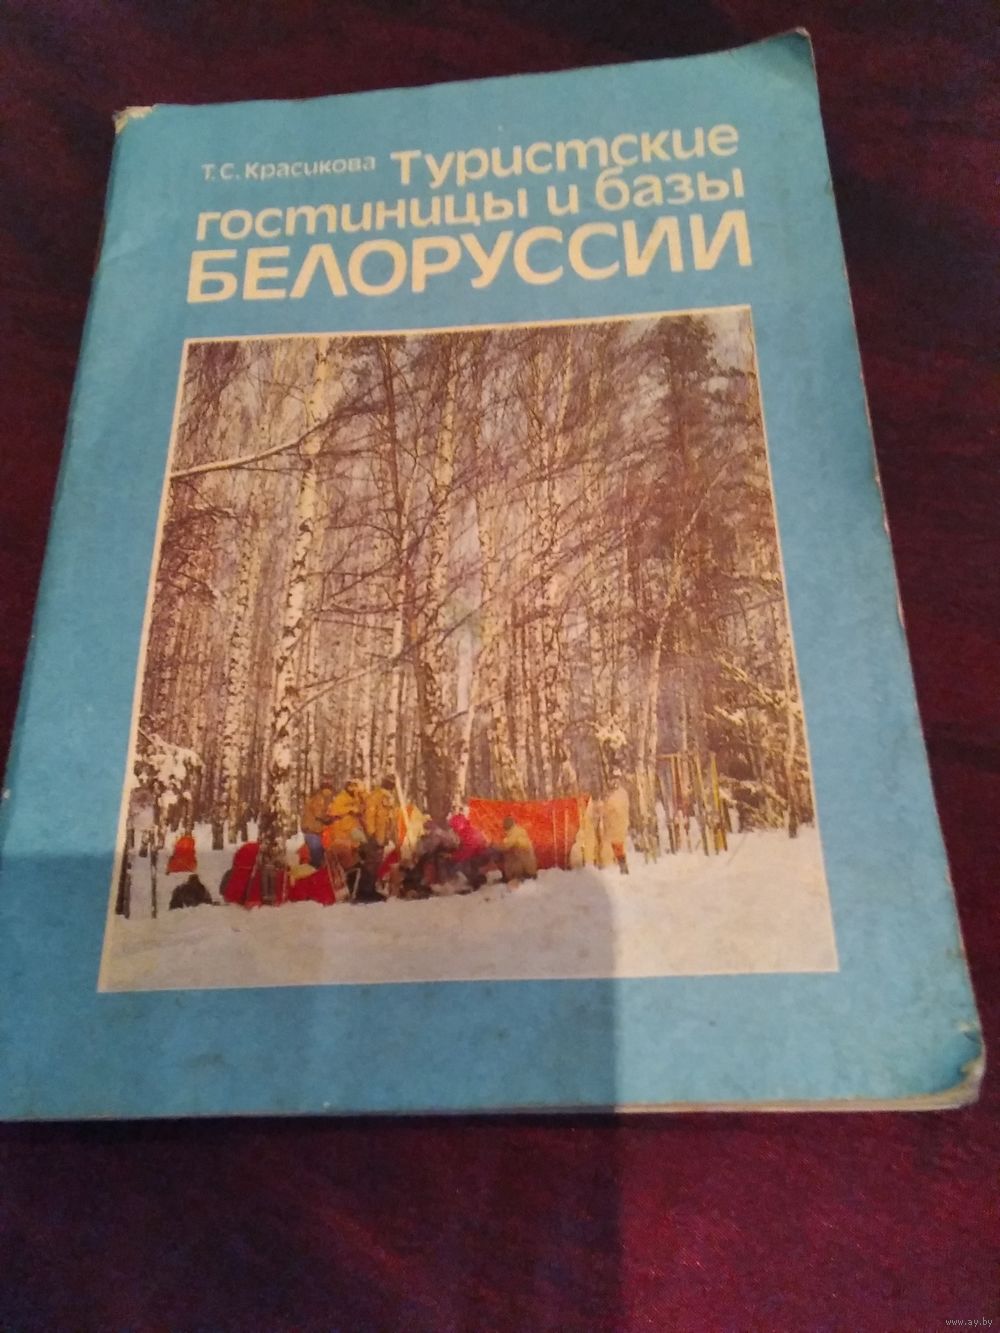 Т.С. Красикова Туристские
гостиницы и базы
БЕЛОРУССИИ
www.ay.by